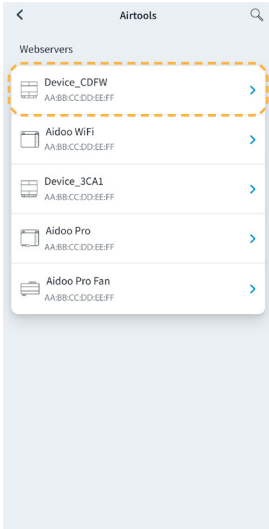 Airtools
Webservers
Device_CDFW
AA:BB:CC:DD:EE:FF
Aidoo WiFi
AA:BB:CC:DD:EE:FF
Device_3CA1
AA:BB:CC:DD:EE:FF
Aidoo Pro
AA:BB:CC:DD:EE:FF
Aidoo Pro Fan
AA:BB:CC:DD:EE:FF